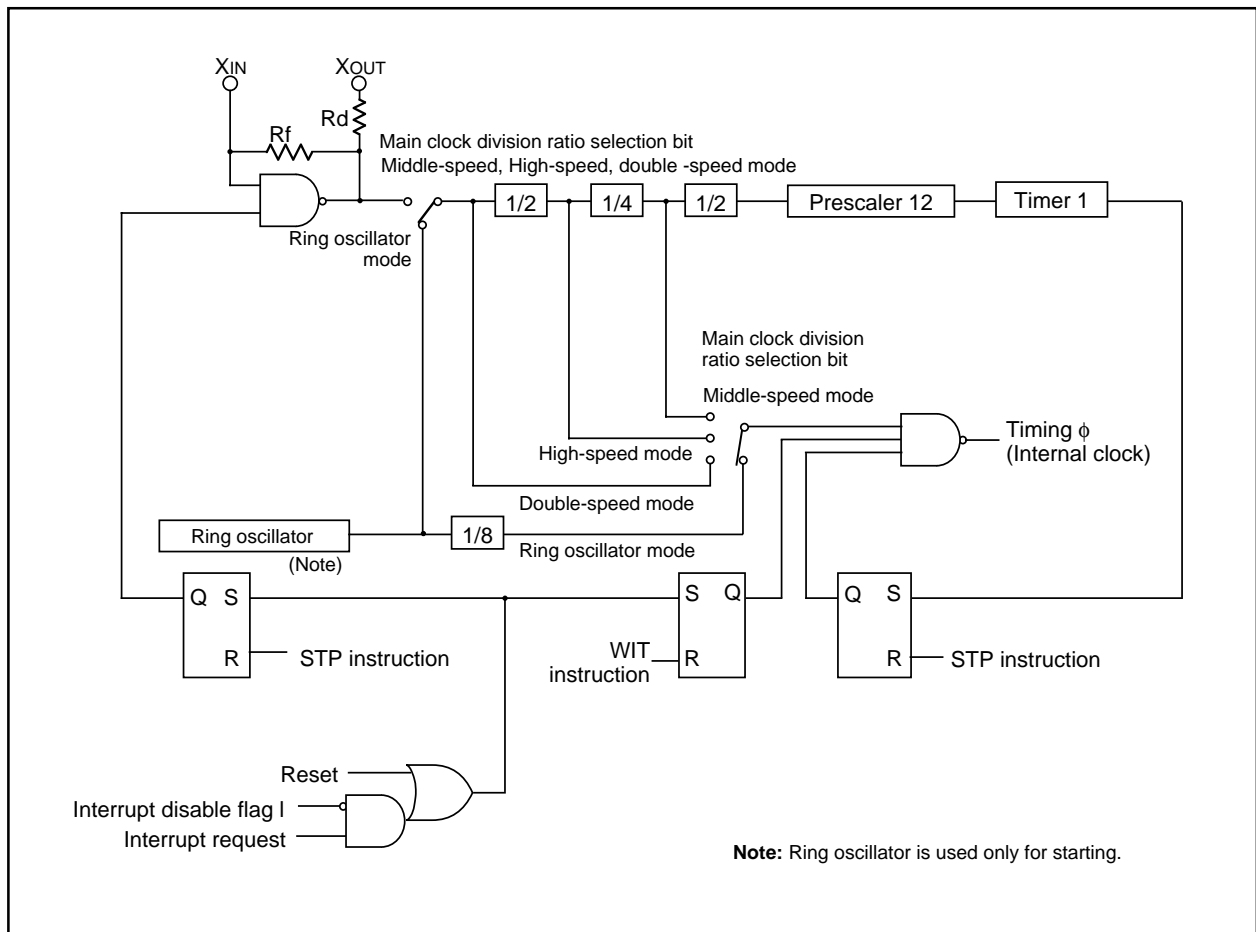 XIN XOUT
Rd
Rf
Main clock division ratio selection bit
Middle-speed, High-speed, double -speed mode
1/2 1/4 1/2 Prescaler 12 Timer 1
Ring oscillator
mode
Main clock division
ratio selection bit
Middle-speed mode
Timing ϕ
(Internal clock)
High-speed mode
Double-speed mode
Ring oscillator 1/8
Ring oscillator mode
(Note)
Q S S Q Q S
R STP instruction
WIT
instruction R
R STP instruction
Reset
Interrupt disable flag I
Interrupt request
Note: Ring oscillator is used only for starting.